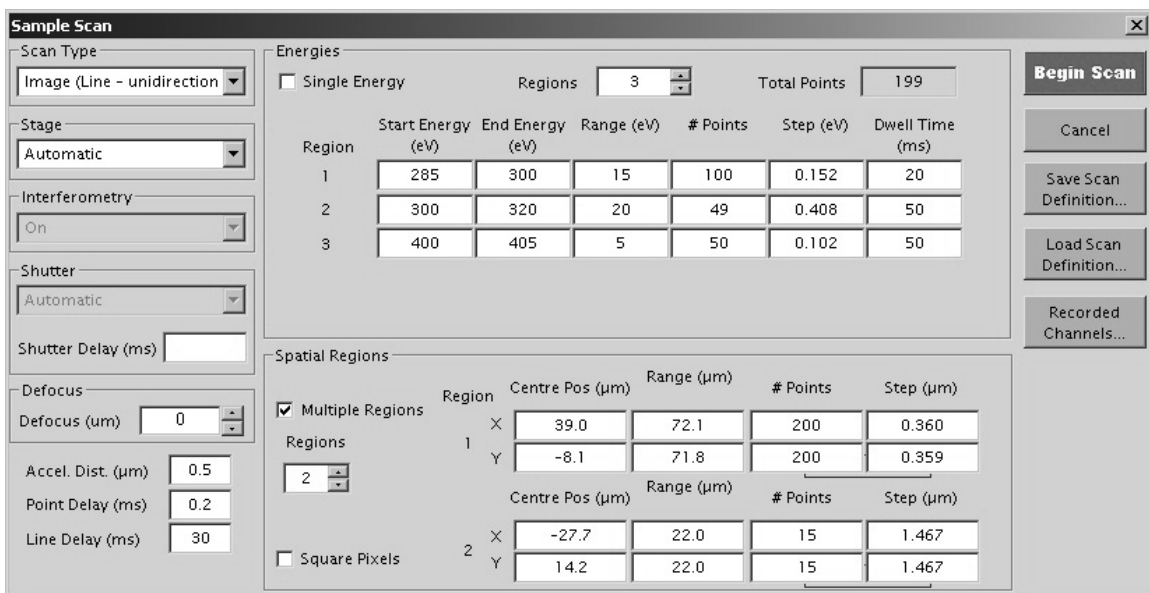 Sample Scan
Scan Type
Image (Line - unidirection
Stage
Automatic
Interferometry
On
Shutter
Automatic
Shutter Delay (ms)
Defocus
Defocus (um) 0
Accel. Dist. (μm) 0.5
Point Delay (ms) 0.2
Line Delay (ms) 30
Energies
Single Energy Regions 3 Total Points 199
Region Start Energy (eV) End Energy (eV) Range (eV) # Points Step (eV) Dwell Time (ms)
1 285 300 15 100 0.152 20
2 300 320 20 49 0.408 50
3 400 405 5 50 0.102 50
Spatial Regions
Multiple Regions
Regions
2
Square Pixels
Region Centre Pos (μm) Range (μm) # Points Step (μm)
1
X 39.0 72.1 200 0.360
Y -8.1 71.8 200 0.359
Centre Pos (μm) Range (μm) # Points Step (μm)
2
X -27.7 22.0 15 1.467
Y 14.2 22.0 15 1.467
Begin Scan
Cancel
Save Scan
Definition...
Load Scan
Definition...
Recorded
Channels...